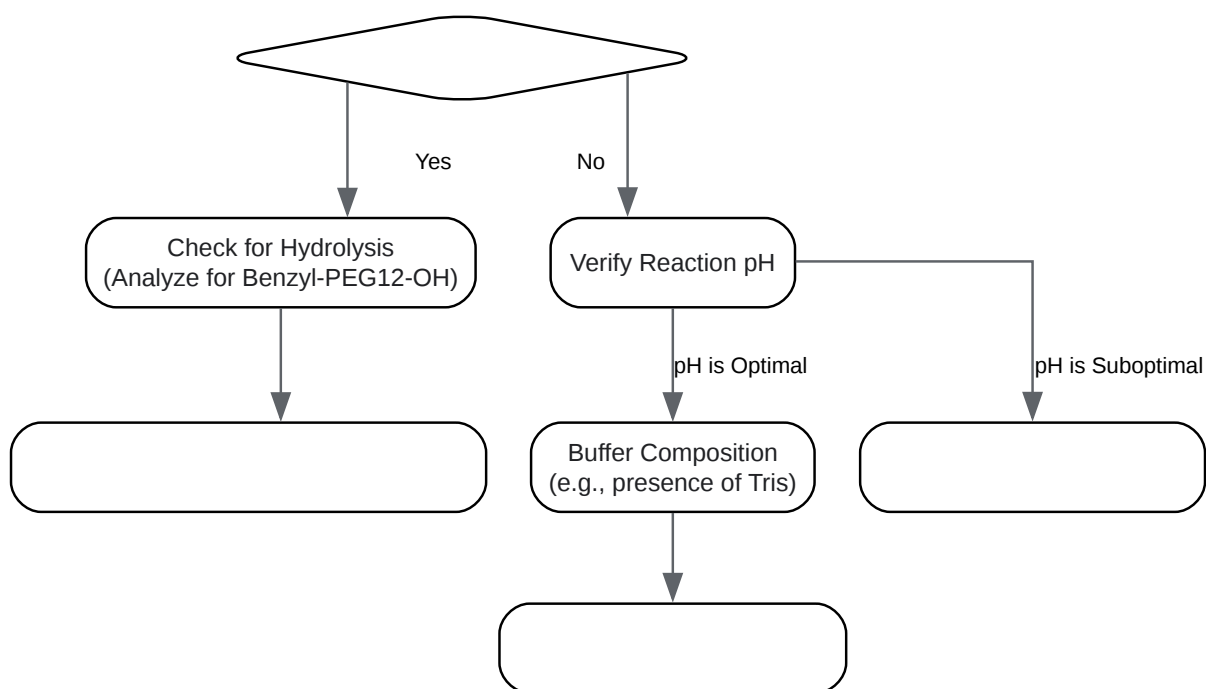 Yes
No
Check for Hydrolysis
(Analyze for Benzyl-PEG12-OH)
Verify Reaction pH
pH is Optimal
pH is Suboptimal
Buffer Composition
(e.g., presence of Tris)